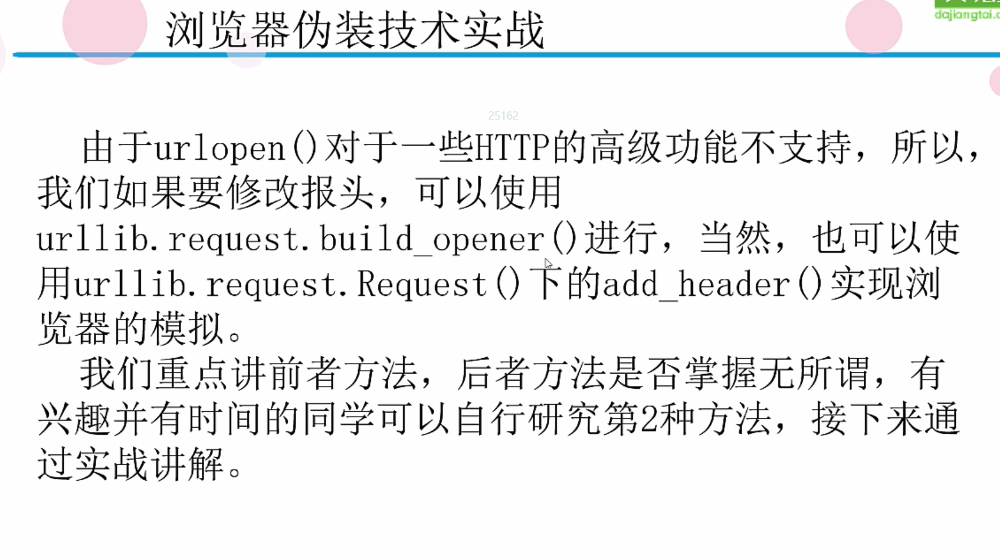 浏览器伪装技术实战
dajiangtai.c
25162
由于urlopen()对于一些HTTP的高级功能不支持，所以，
我们如果要修改报头，可以使用
urllib.request.build_opener()进行，当然，也可以使
用urllib.request.Request()下的add_header()实现浏
览器的模拟。
我们重点讲前者方法，后者方法是否掌握无所谓，有
兴趣并有时间的同学可以自行研究第2种方法，接下来通
过实战讲解。